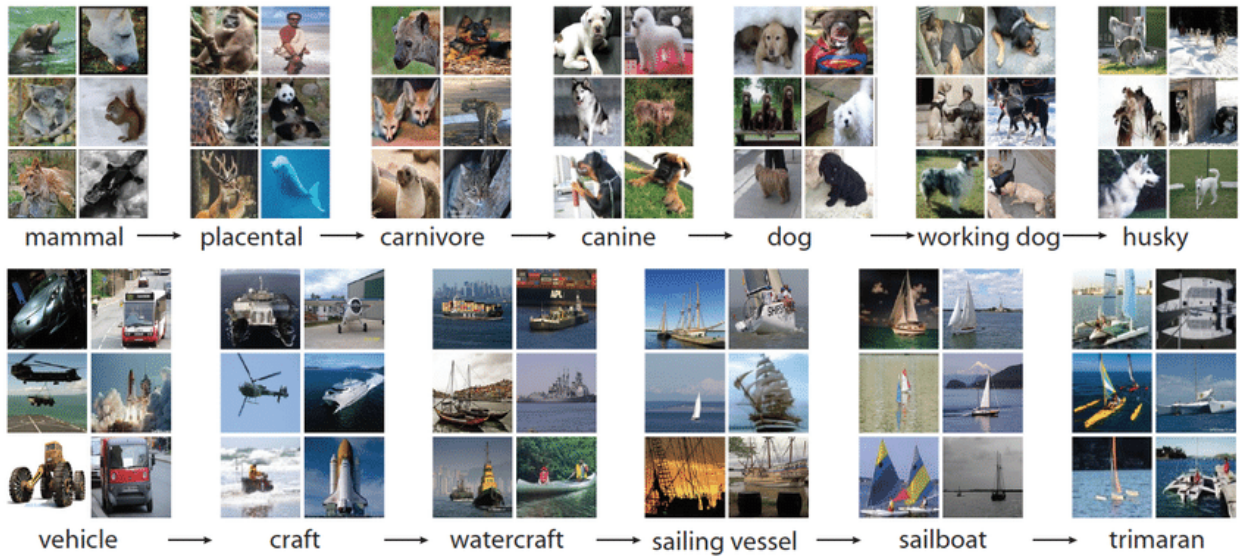 mammal → placental → carnivore → canine → dog → working dog → husky
vehicle → craft → watercraft → sailing vessel → sailboat → trimaran